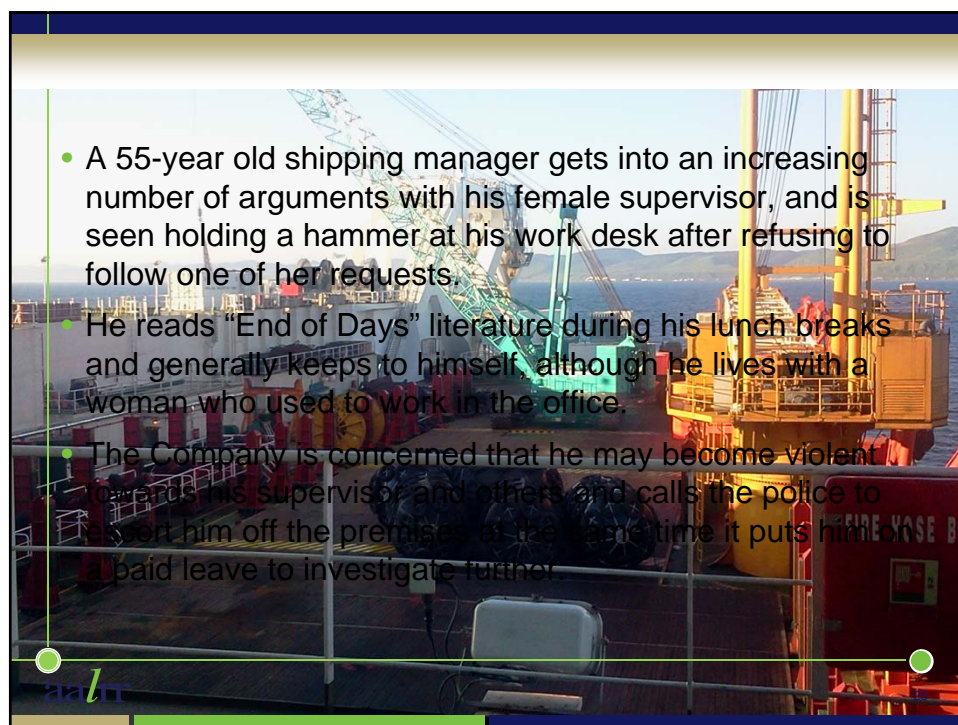 • A 55-year old shipping manager gets into an increasing
number of arguments with his female supervisor, and is
seen holding a hammer at his work desk after refusing to
follow one of her requests.
• He reads “End of Days” literature during his lunch breaks
and generally keeps to himself, although he lives with a
woman who used to work in the office.
• The Company is concerned that he may become violent
towards his supervisor and others and calls the police to
escort him off the premises at the same time it puts him on
a paid leave to investigate further.
FIRE HOSE B
aalrr